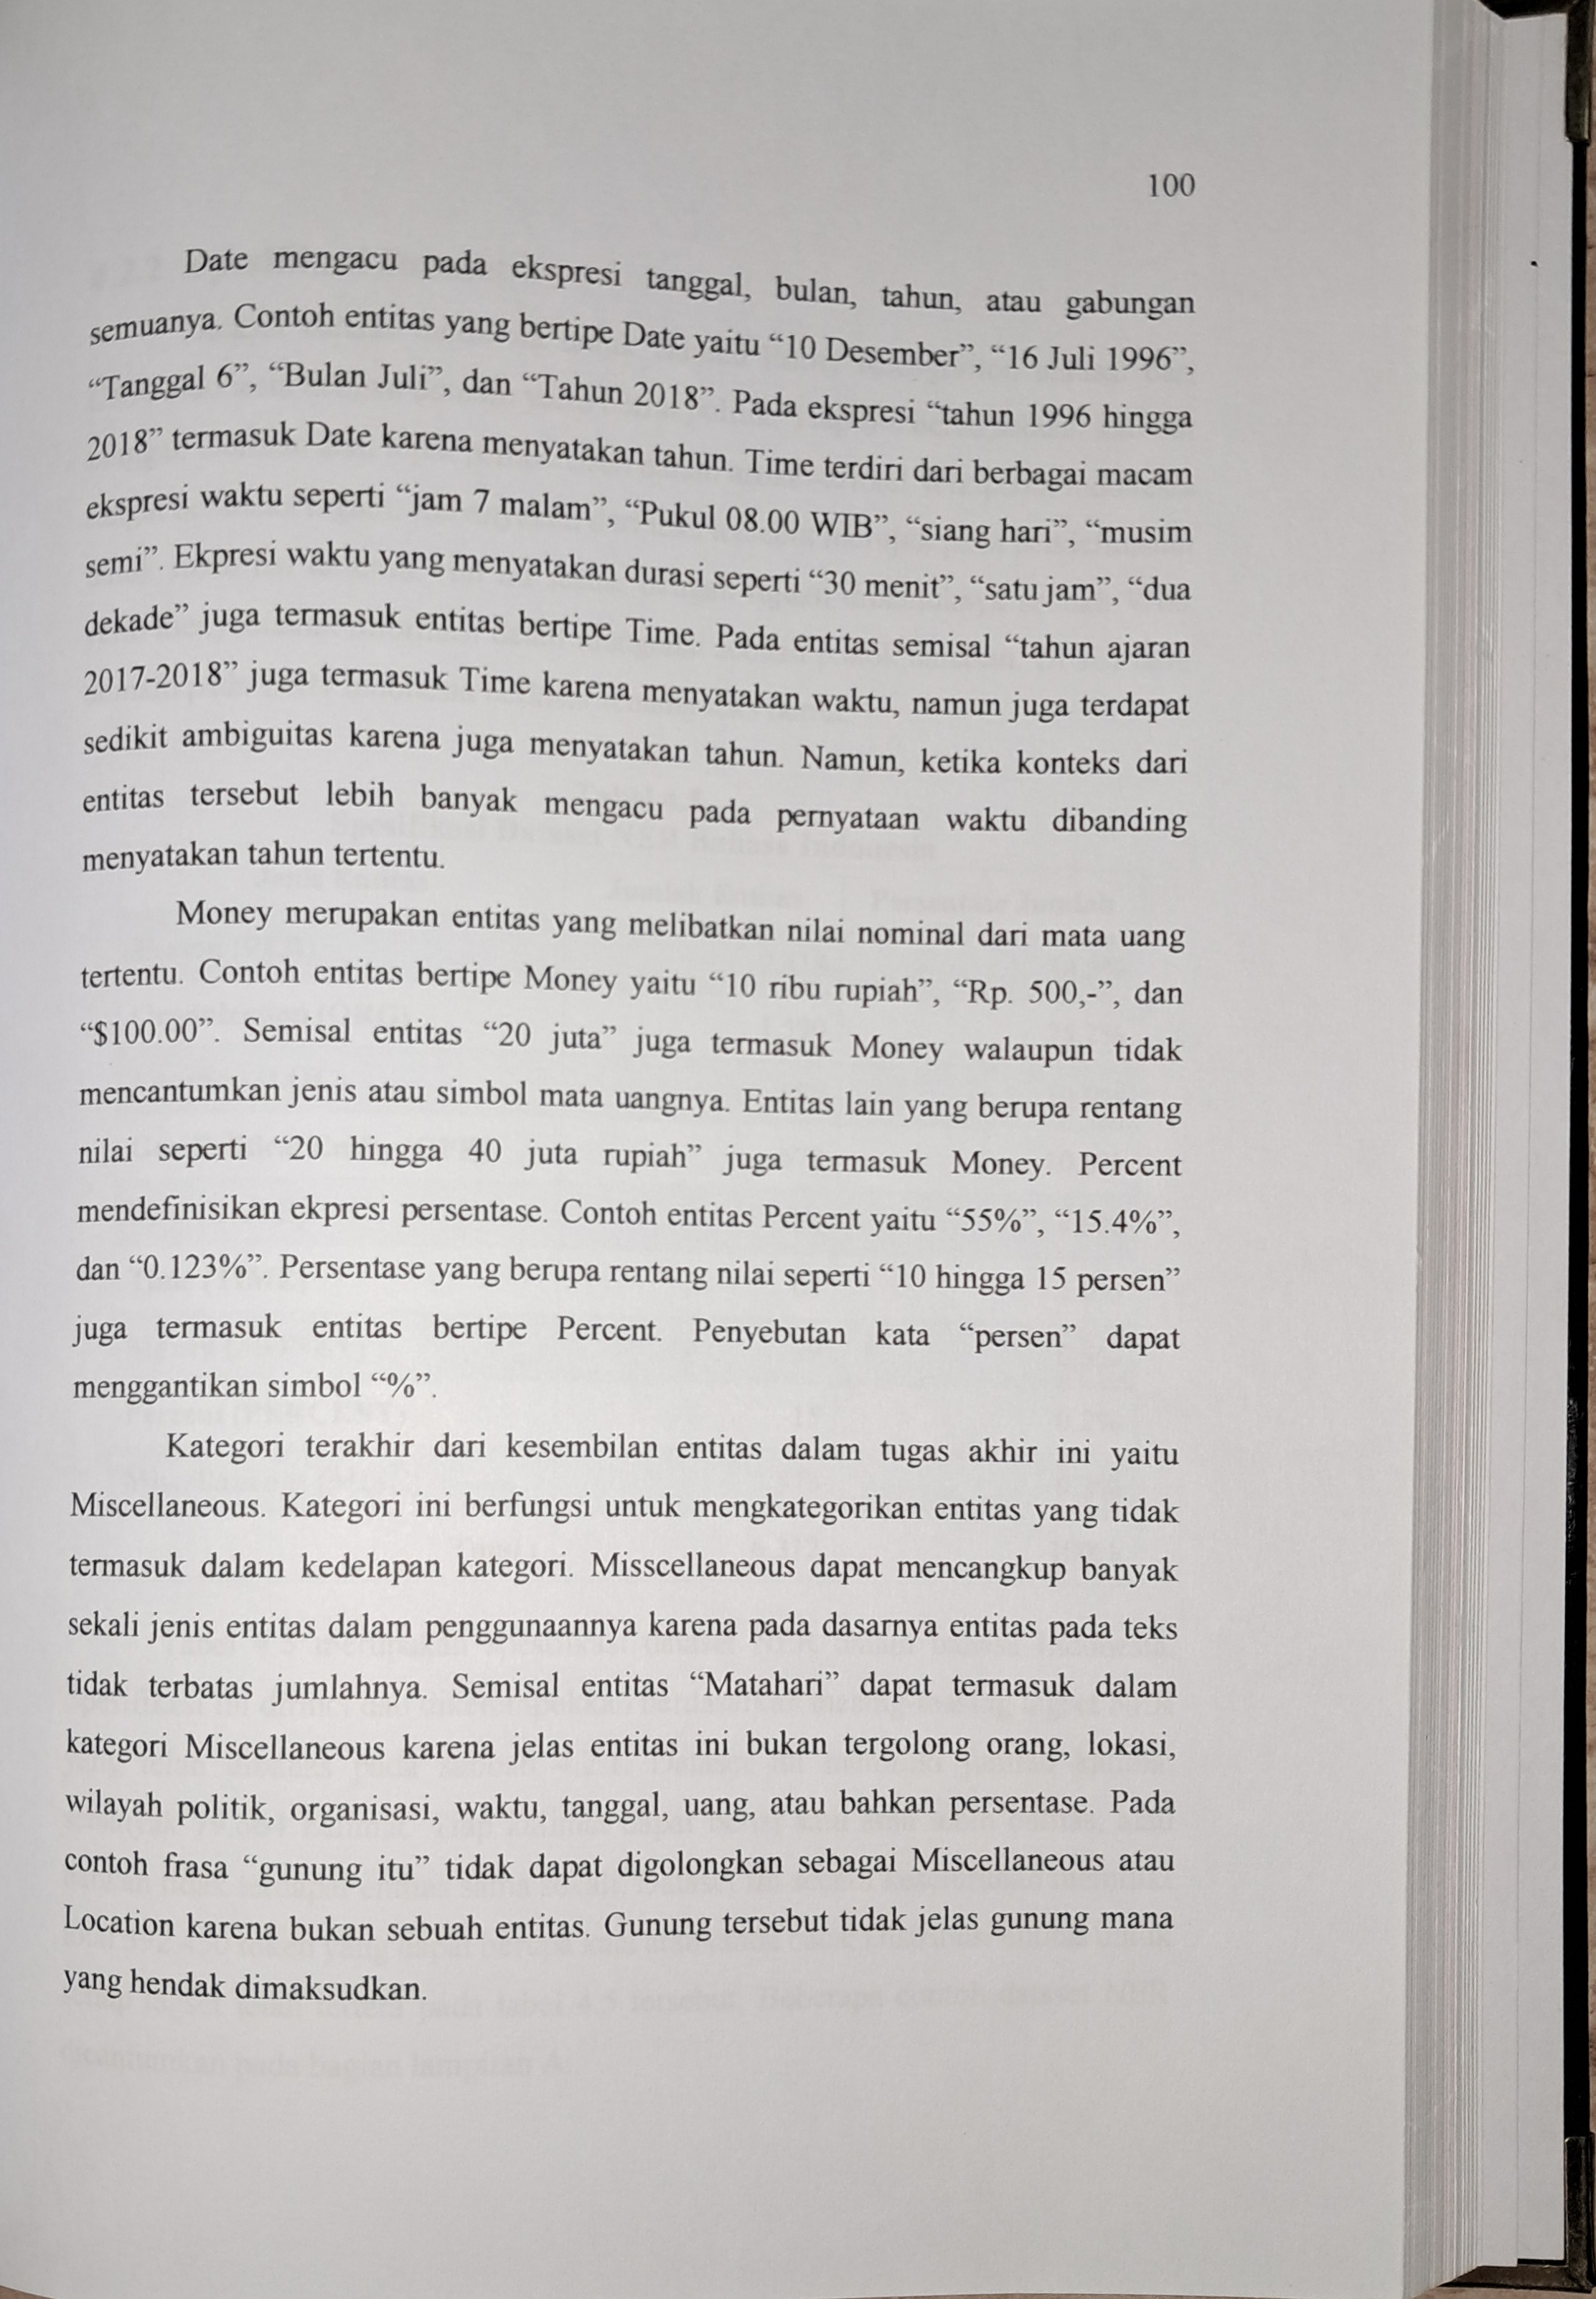 100
Date mengacu pada ekspresi tanggal, bulan, tahun, atau gabungan
semuanya. Contoh entitas yang bertipe Date yaitu “10 Desember”, “16 Juli 1996”,
“Tanggal 6”, “Bulan Juli”, dan “Tahun 2018”. Pada ekspresi “tahun 1996 hingga
2018” termasuk Date karena menyatakan tahun. Time terdiri dari berbagai macam
ekspresi waktu seperti “jam 7 malam”, “Pukul 08.00 WIB”, “siang hari”, “musim
semi”. Ekpresi waktu yang menyatakan durasi seperti “30 menit”, “satu jam”, “dua
dekade” juga termasuk entitas bertipe Time. Pada entitas semisal “tahun ajaran
2017-2018” juga termasuk Time karena menyatakan waktu, namun juga terdapat
sedikit ambiguitas karena juga menyatakan tahun. Namun, ketika konteks dari
entitas tersebut lebih banyak mengacu pada pernyataan waktu dibanding
menyatakan tahun tertentu.
Money merupakan entitas yang melibatkan nilai nominal dari mata uang
tertentu. Contoh entitas bertipe Money yaitu “10 ribu rupiah”, “Rp. 500,-”, dan
“$100.00”. Semisal entitas “20 juta” juga termasuk Money walaupun tidak
mencantumkan jenis atau simbol mata uangnya. Entitas lain yang berupa rentang
nilai seperti “20 hingga 40 juta rupiah” juga termasuk Money. Percent
mendefinisikan ekpresi persentase. Contoh entitas Percent yaitu “55%”, “15.4%”,
dan “0.123%”. Persentase yang berupa rentang nilai seperti “10 hingga 15 persen”
juga termasuk entitas bertipe Percent. Penyebutan kata “persen” dapat
menggantikan simbol “%”.
Kategori terakhir dari kesembilan entitas dalam tugas akhir ini yaitu
Miscellaneous. Kategori ini berfungsi untuk mengkategorikan entitas yang tidak
termasuk dalam kedelapan kategori. Misscellaneous dapat mencangkup banyak
sekali jenis entitas dalam penggunaannya karena pada dasarnya entitas pada teks
tidak terbatas jumlahnya. Semisal entitas “Matahari” dapat termasuk dalam
kategori Miscellaneous karena jelas entitas ini bukan tergolong orang, lokasi,
wilayah politik, organisasi, waktu, tanggal, uang, atau bahkan persentase. Pada
contoh frasa “gunung itu” tidak dapat digolongkan sebagai Miscellaneous atau
Location karena bukan sebuah entitas. Gunung tersebut tidak jelas gunung mana
yang hendak dimaksudkan.